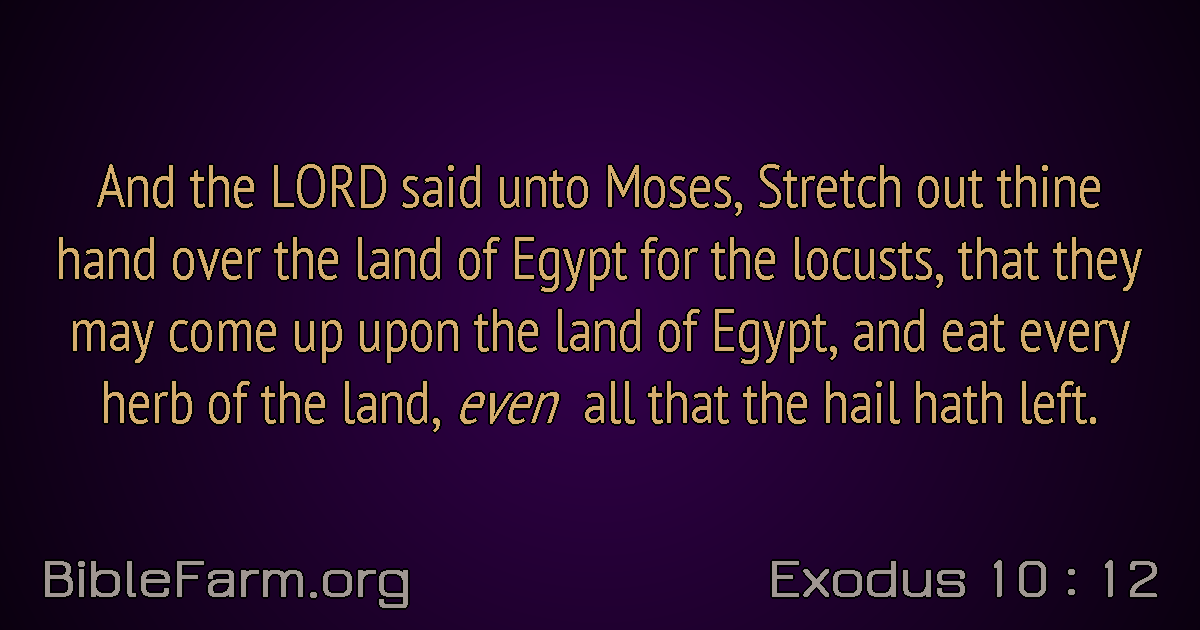 And the LORD said unto Moses, Stretch out thine
hand over the land of Egypt for the locusts, that they
may come up upon the land of Egypt, and eat every
herb of the land, even all that the hail hath left.
BibleFarm.org
Exodus 10 : 12